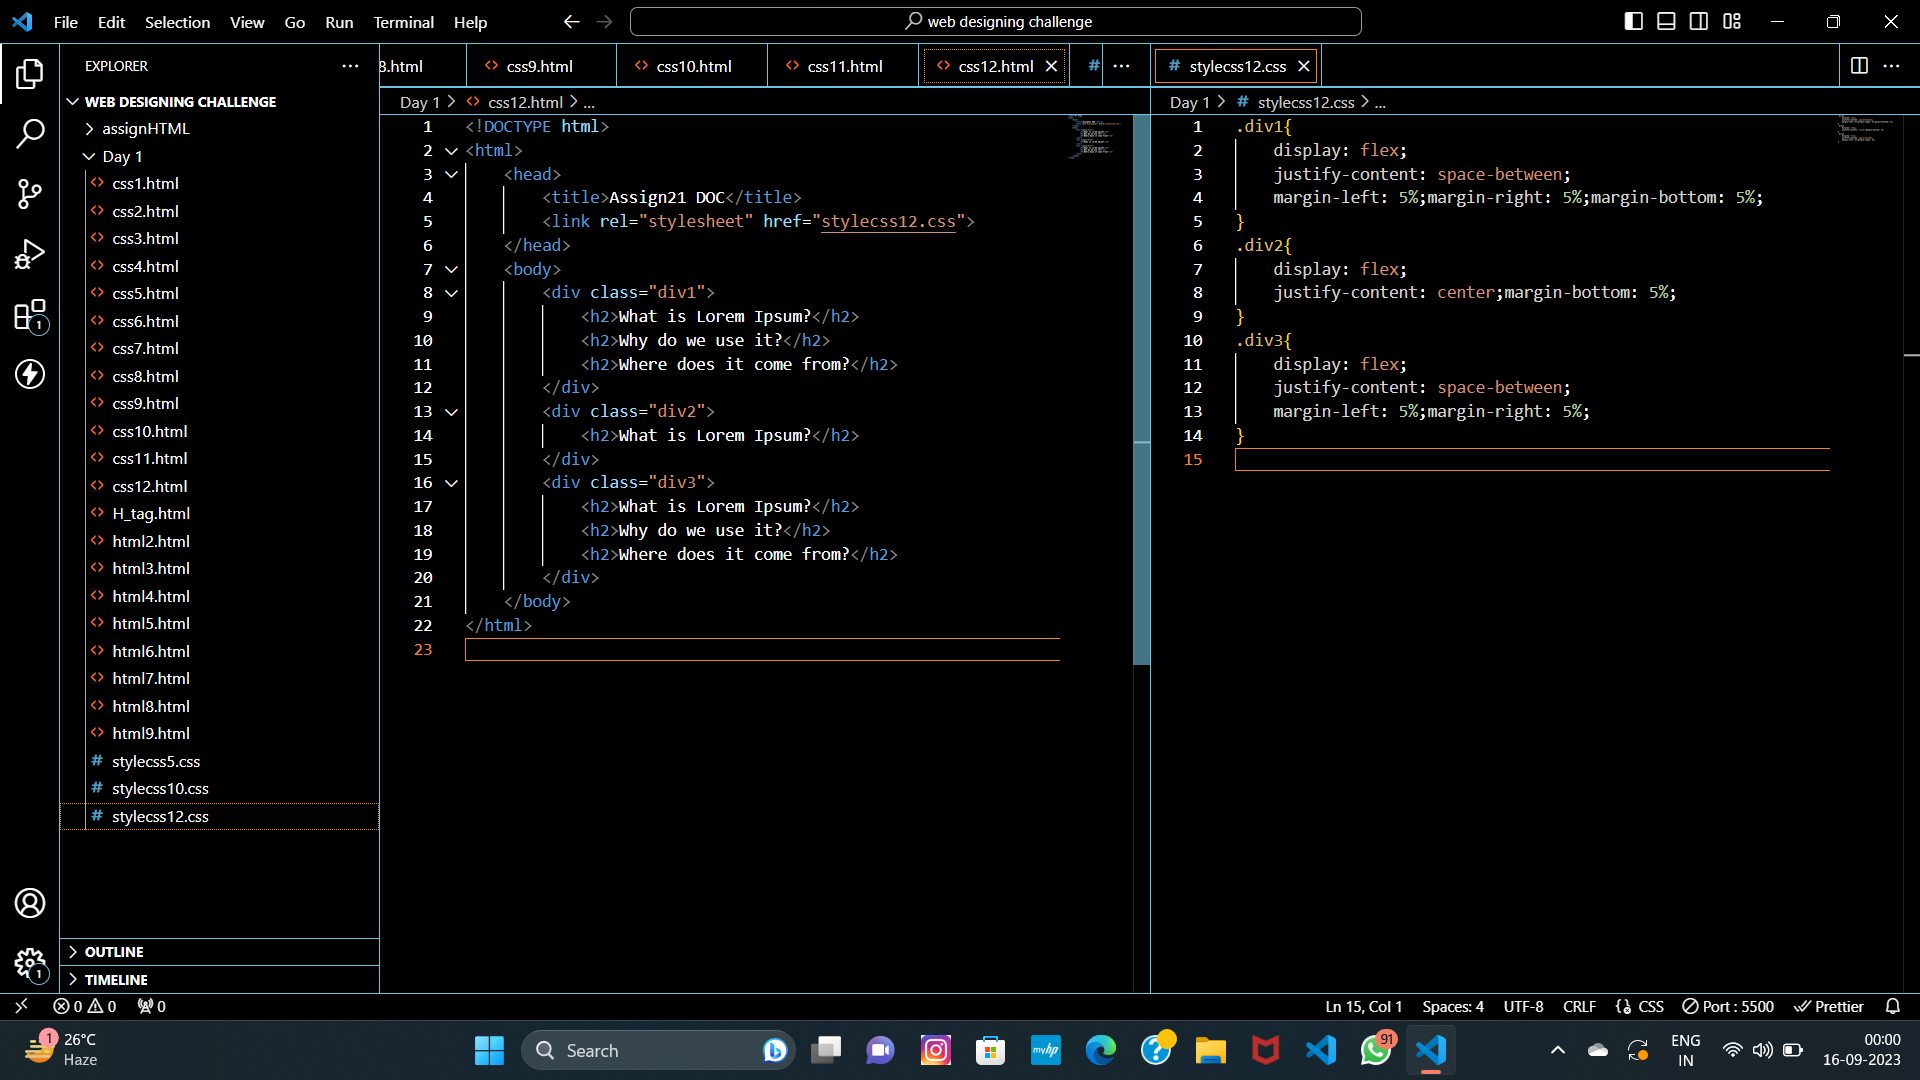 File Edit Selection View Go Run Terminal Help
web designing challenge
EXPLORER
WEB DESIGNING CHALLENGE
assignHTML
Day 1
css1.html
css2.html
css3.html
css4.html
css5.html
css6.html
css7.html
css8.html
css9.html
css10.html
css11.html
css12.html
H_tag.html
html2.html
html3.html
html4.html
html5.html
html6.html
html7.html
html8.html
html9.html
# stylecss5.css
# stylecss10.css
# stylecss12.css
OUTLINE
TIMELINE
8.html css9.html css10.html css11.html css12.html #
Day 1 > css12.html > ...
1 <!DOCTYPE html>
2 <html>
3 <head>
4 <title>Assign21 DOC</title>
5 <link rel="stylesheet" href="stylecss12.css">
6 </head>
7 <body>
8 <div class="div1">
9 <h2>What is Lorem Ipsum?</h2>
10 <h2>Why do we use it?</h2>
11 <h2>Where does it come from?</h2>
12 </div>
13 <div class="div2">
14 <h2>What is Lorem Ipsum?</h2>
15 </div>
16 <div class="div3">
17 <h2>What is Lorem Ipsum?</h2>
18 <h2>Why do we use it?</h2>
19 <h2>Where does it come from?</h2>
20 </div>
21 </body>
22 </html>
23
# stylecss12.css
Day 1 > # stylecss12.css > ...
1 .div1{
2 display: flex;
3 justify-content: space-between;
4 margin-left: 5%;margin-right: 5%;margin-bottom: 5%;
5 }
6 .div2{
7 display: flex;
8 justify-content: center;margin-bottom: 5%;
9 }
10 .div3{
11 display: flex;
12 justify-content: space-between;
13 margin-left: 5%;margin-right: 5%;
14 }
15
1
1
0 0 0
Ln 15, Col 1 Spaces: 4 UTF-8 CRLF CSS Port : 5500 Prettier
1
26°C
Haze
Search
myhp
91
ENG
IN
00:00
16-09-2023